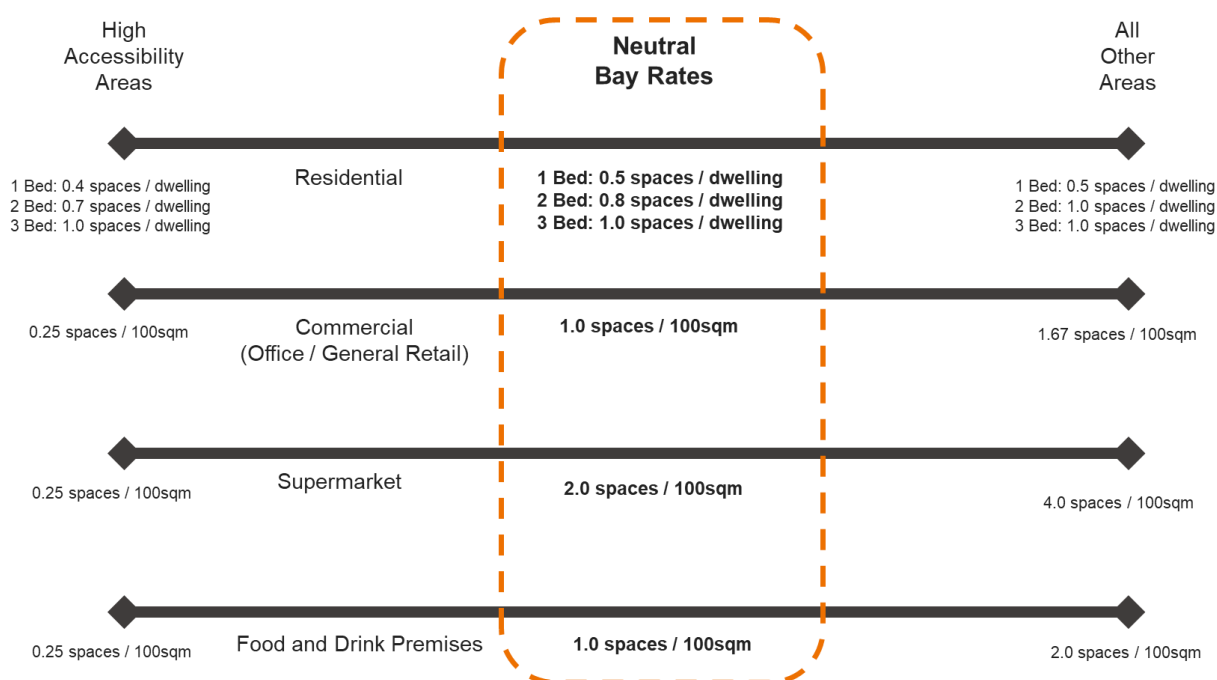 High
Accessibility
Areas
Neutral
Bay Rates
All
Other
Areas
Residential
1 Bed: 0.4 spaces / dwelling
2 Bed: 0.7 spaces / dwelling
3 Bed: 1.0 spaces / dwelling
1 Bed: 0.5 spaces / dwelling
2 Bed: 0.8 spaces / dwelling
3 Bed: 1.0 spaces / dwelling
1 Bed: 0.5 spaces / dwelling
2 Bed: 1.0 spaces / dwelling
3 Bed: 1.0 spaces / dwelling
0.25 spaces / 100sqm
Commercial
(Office / General Retail)
1.0 spaces / 100sqm
1.67 spaces / 100sqm
0.25 spaces / 100sqm
Supermarket
2.0 spaces / 100sqm
4.0 spaces / 100sqm
0.25 spaces / 100sqm
Food and Drink Premises
1.0 spaces / 100sqm
2.0 spaces / 100sqm